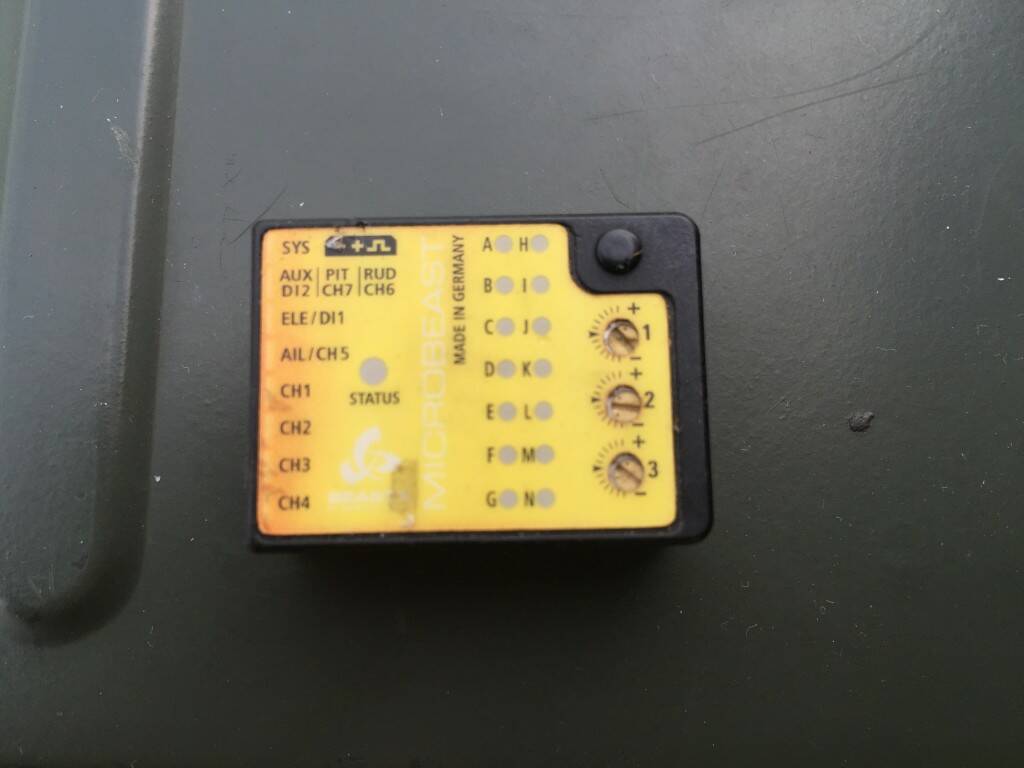 SYS
AUX | PIT | RUD
DI2 | CH7 | CH6
ELE/DI1
AIL/CH5
CH1
STATUS
CH2
CH3
CH4
MICROBEAST
MADE IN GERMANY
A H
B I
C J
D K
E L
F M
G N
+
1
-
+
2
-
+
3
-